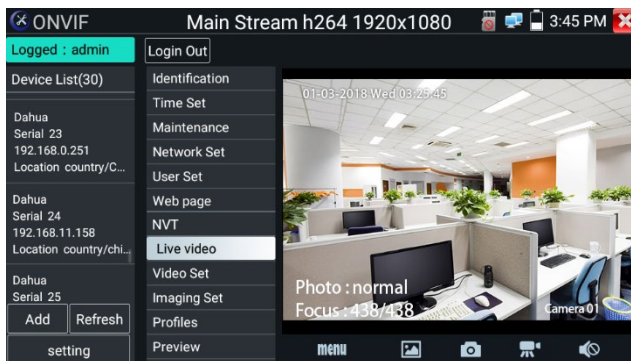 ONVIF
Main Stream h264 1920x1080
3:45 PM
Logged : admin
Login Out
Device List(30)
Dahua
Serial 23
192.168.0.251
Location country/C...
Dahua
Serial 24
192.168.11.158
Location country/chi...
Dahua
Serial 25
Add
Refresh
setting
Identification
Time Set
Maintenance
Network Set
User Set
Web page
NVT
Live video
Video Set
Imaging Set
Profiles
Preview
01-03-2018 Wed 03:25:45
Photo : normal
Focus : 438/438
Camera 01
menu